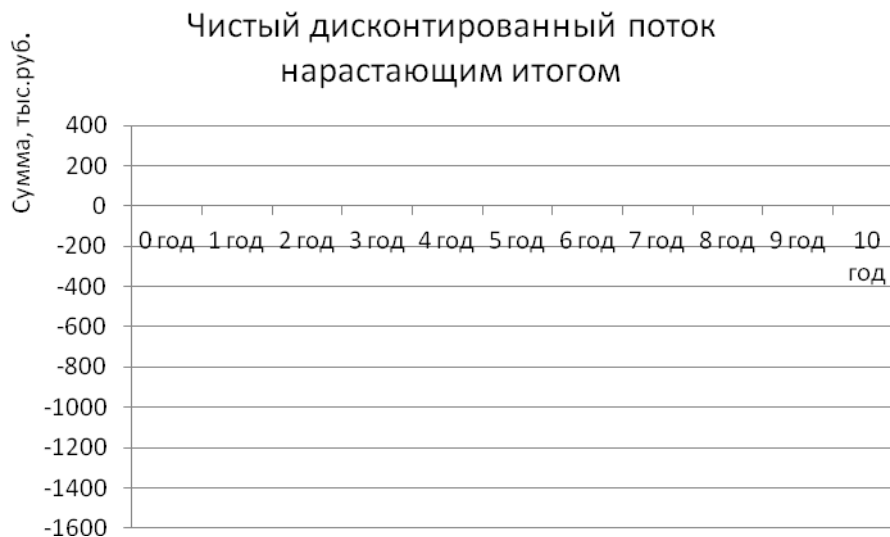 Чистый дисконтированный поток
нарастающим итогом
Сумма, тыс.руб.
400
200
0
-200
-400
-600
-800
-1000
-1200
-1400
-1600
0 год 1 год 2 год 3 год 4 год 5 год 6 год 7 год 8 год 9 год 10
год